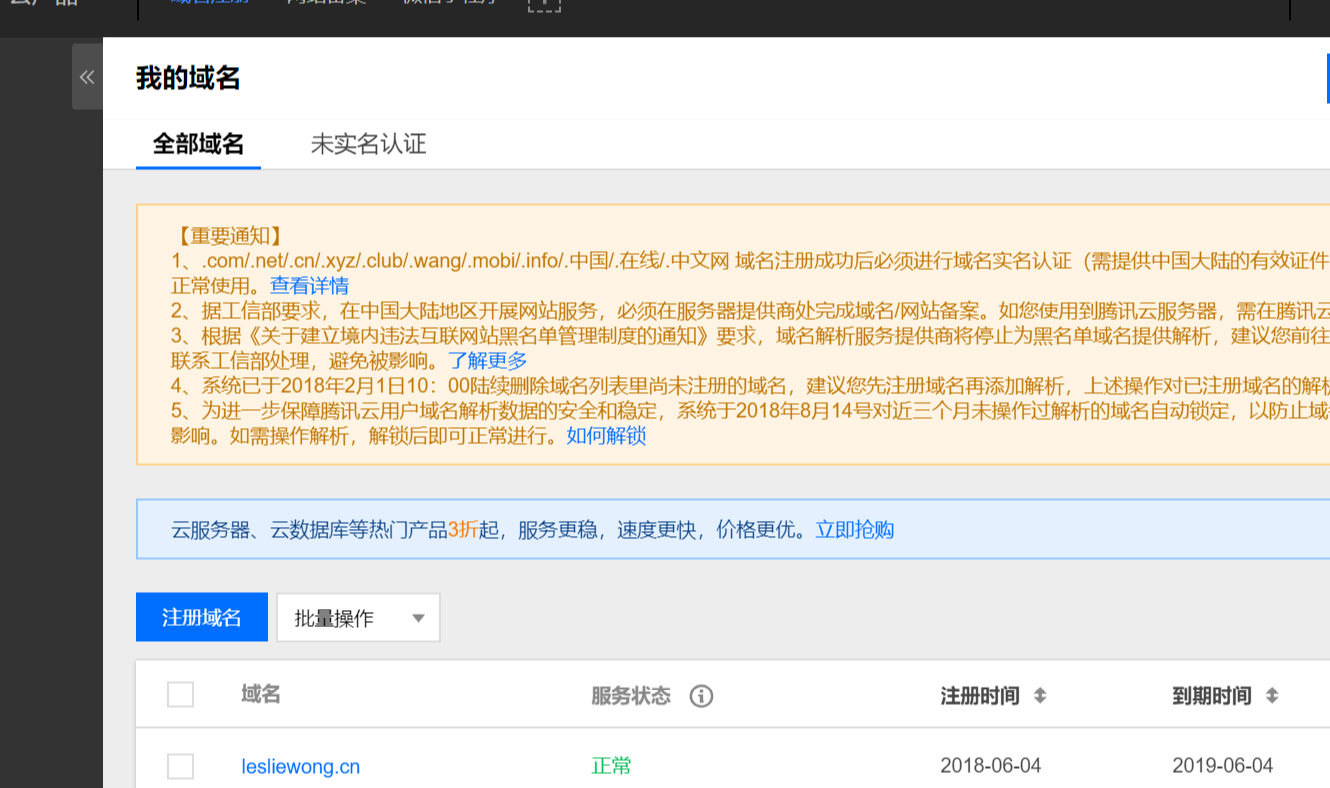 我的域名
全部域名 未实名认证
【重要通知】
1、.com/.net/.cn/.xyz/.club/.wang/.mobi/.info/.中国/.在线/.中文网 域名注册成功后必须进行域名实名认证（需提供中国大陆的有效证件
正常使用。查看详情
2、据工信部要求，在中国大陆地区开展网站服务，必须在服务器提供商处完成域名/网站备案。如您使用到腾讯云服务器，需在腾讯云
3、根据《关于建立境内违法互联网站黑名单管理制度的通知》要求，域名解析服务提供商将停止为黑名单域名提供解析，建议您前往
联系工信部处理，避免被影响。了解更多
4、系统已于2018年2月1日10：00陆续删除域名列表里尚未注册的域名，建议您先注册域名再添加解析，上述操作对已注册域名的解析
5、为进一步保障腾讯云用户域名解析数据的安全和稳定，系统于2018年8月14号对近三个月未操作过解析的域名自动锁定，以防止域
影响。如需操作解析，解锁后即可正常进行。如何解锁
云服务器、云数据库等热门产品3折起，服务更稳，速度更快，价格更优。立即抢购
注册域名 批量操作
域名 服务状态 注册时间 到期时间
lesliewong.cn 正常 2018-06-04 2019-06-04